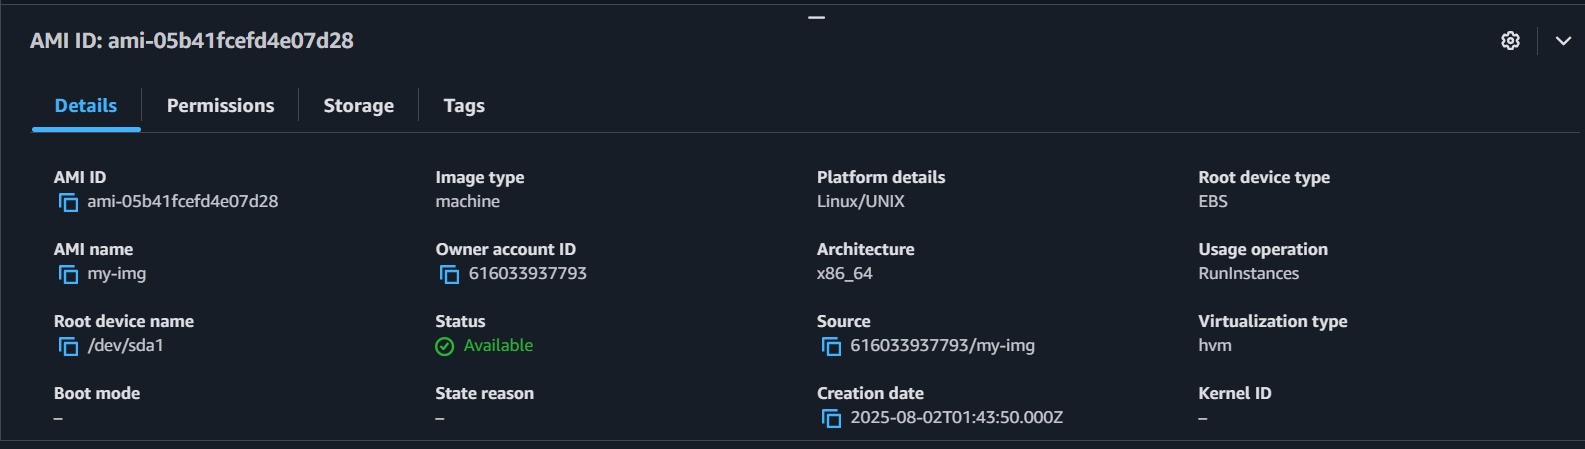 AMI ID: ami-05b41fcefd4e07d28
Details
Permissions
Storage
Tags
AMI ID
ami-05b41fcefd4e07d28
Image type
machine
Platform details
Linux/UNIX
Root device type
EBS
AMI name
my-img
Owner account ID
616033937793
Architecture
x86_64
Usage operation
RunInstances
Root device name
/dev/sda1
Status
Available
Source
616033937793/my-img
Virtualization type
hvm
Boot mode
–
State reason
–
Creation date
2025-08-02T01:43:50.000Z
Kernel ID
–